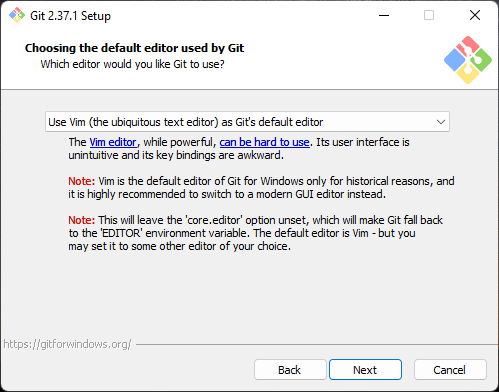 Git 2.37.1 Setup
Choosing the default editor used by Git
Which editor would you like Git to use?
Use Vim (the ubiquitous text editor) as Git's default editor
The Vim editor, while powerful, can be hard to use. Its user interface is
unintuitive and its key bindings are awkward.
Note: Vim is the default editor of Git for Windows only for historical reasons, and
it is highly recommended to switch to a modern GUI editor instead.
Note: This will leave the 'core.editor' option unset, which will make Git fall back
to the 'EDITOR' environment variable. The default editor is Vim - but you
may set it to some other editor of your choice.
https://gitforwindows.org/
Back
Next
Cancel